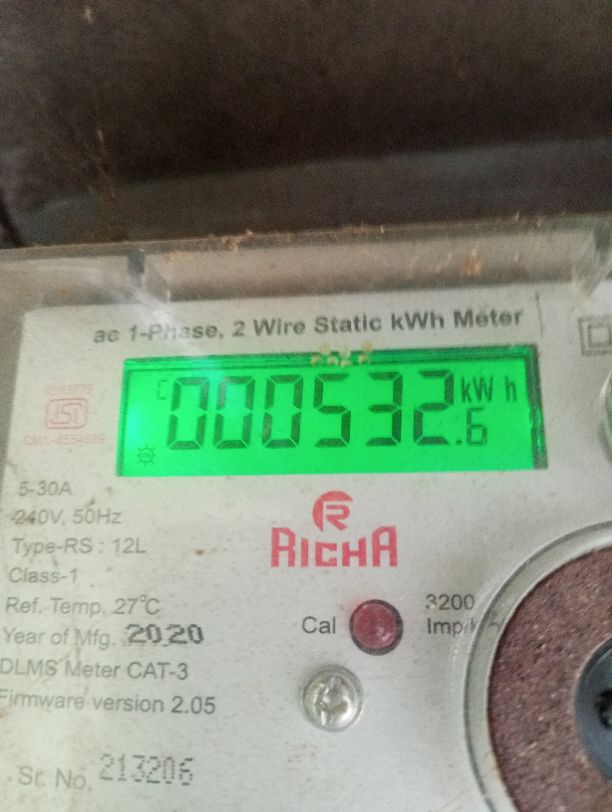 ac 1-Phase, 2 Wire Static kWh Meter
000532.6 kWh
5-30A
240V, 50Hz
Type-RS : 12L
Class-1
Ref. Temp. 27°C
Year of Mfg. 2020
DLMS Meter CAT-3
Firmware version 2.05
Sr. No. 213206
RICHA
Cal
3200